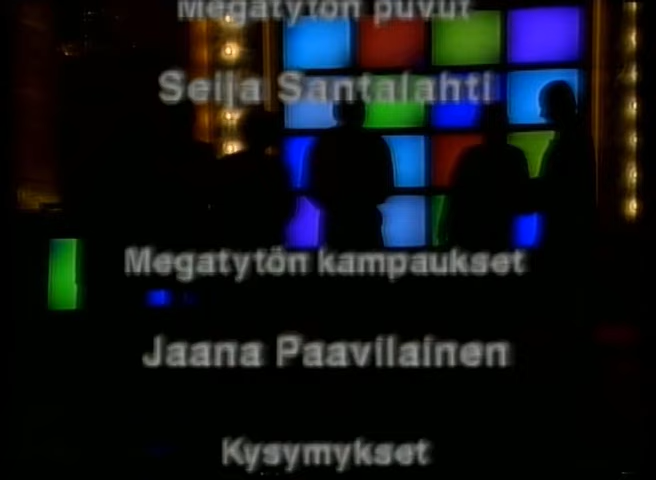 Megatytön puvut
Seija Santalahti
Megatytön kampaukset
Jaana Paavilainen
Kysymykset